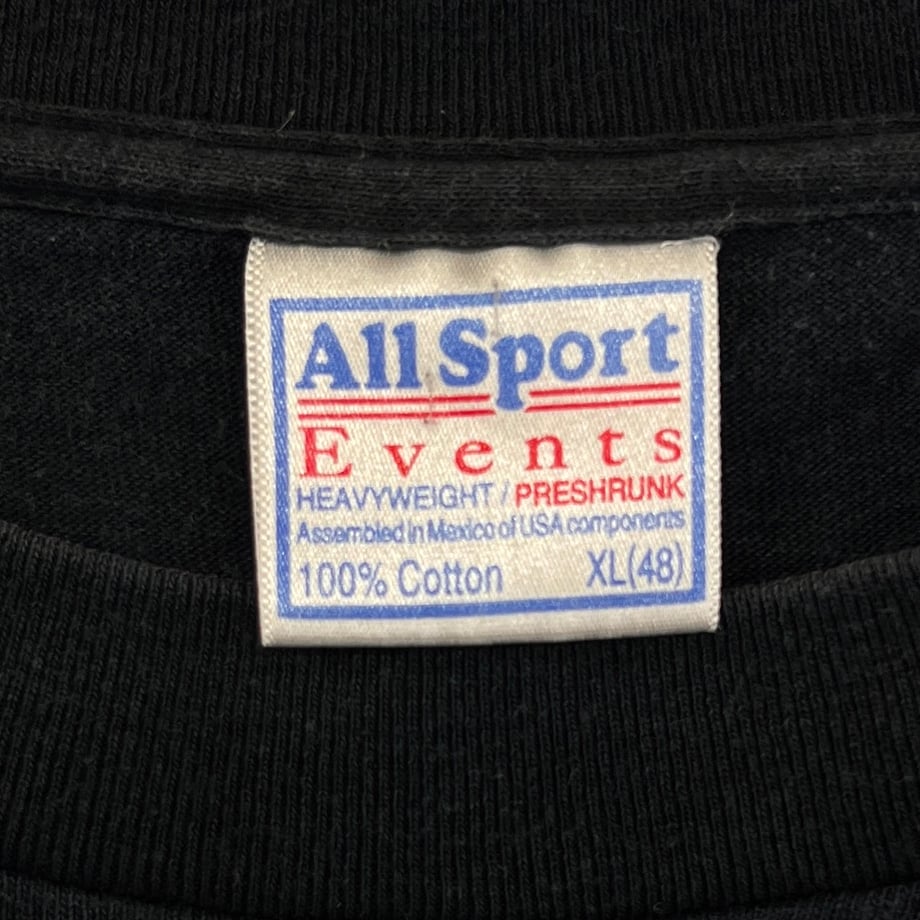 All Sport
Events
HEAVYWEIGHT / PRESHRUNK
Assembled in Mexico of USA components
100% Cotton XL(48)